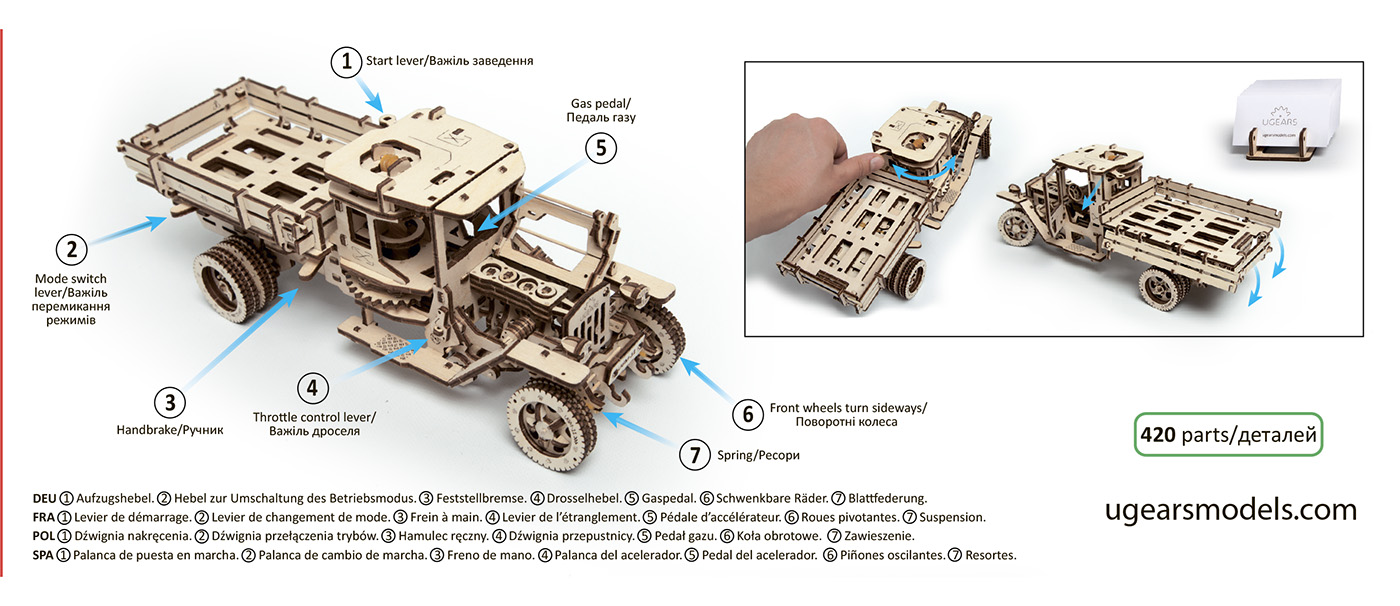 1 Start lever/Важіль заведення
Gas pedal/
Педаль газу
5
2
Mode switch
lever/Важіль
перемикання
режимів
3
Handbrake/Ручник
4
Throttle control lever/
Важіль дроселя
6 Front wheels turn sideways/
Поворотні колеса
7 Spring/Ресори
UGEARS
ugearsmodels.com
420 parts/деталей
ugearsmodels.com
DEU 1 Aufzugshebel. 2 Hebel zur Umschaltung des Betriebsmodus. 3 Feststellbremse. 4 Drosselhebel. 5 Gaspedal. 6 Schwenkbare Räder. 7 Blattfederung.
FRA 1 Levier de démarrage. 2 Levier de changement de mode. 3 Frein à main. 4 Levier de l'étranglement. 5 Pédale d'accélérateur. 6 Roues pivotantes. 7 Suspension.
POL 1 Dźwignia nakręcenia. 2 Dźwignia przełączenia trybów. 3 Hamulec ręczny. 4 Dźwignia przepustnicy. 5 Pedał gazu. 6 Koła obrotowe. 7 Zawieszenie.
SPA 1 Palanca de puesta en marcha. 2 Palanca de cambio de marcha. 3 Freno de mano. 4 Palanca del acelerador. 5 Pedal del acelerador. 6 Piñones oscilantes. 7 Resortes.